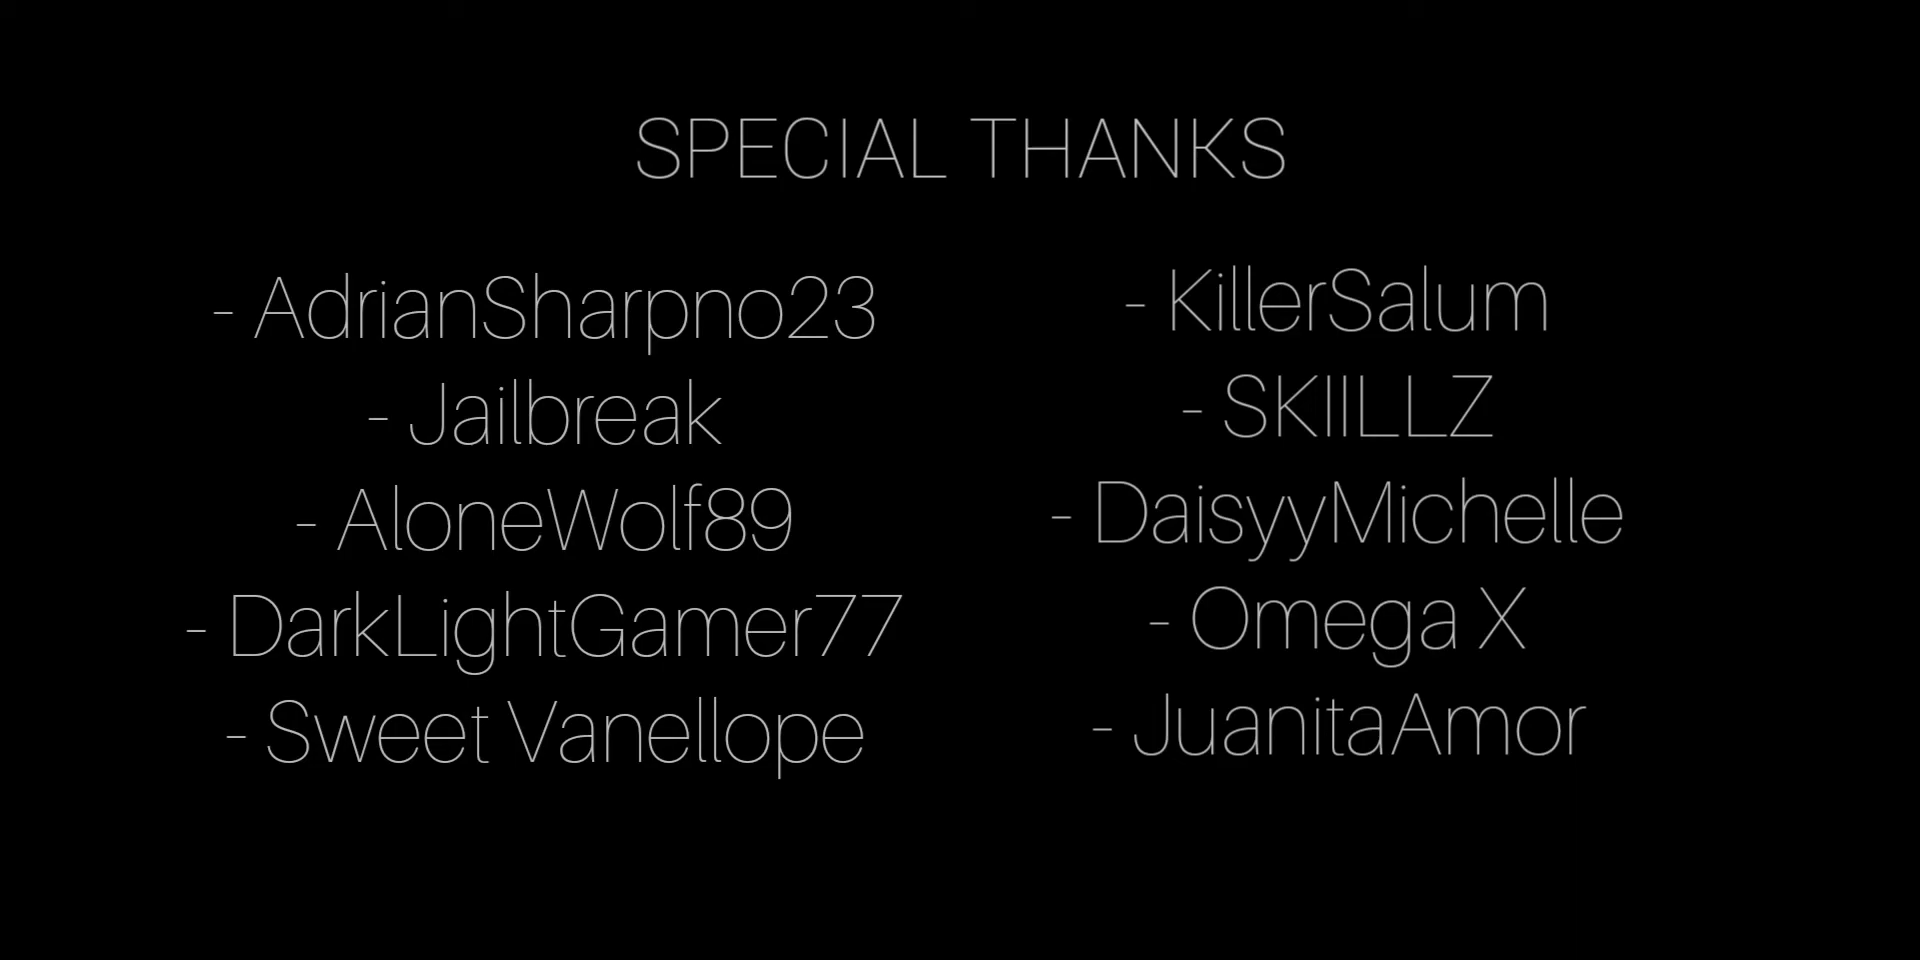 SPECIAL THANKS
- AdrianSharpno23
- Jailbreak
- AloneWolf89
- DarkLightGamer77
- Sweet Vanellope
- KillerSalum
- SKIILLZ
- DaisyyMichelle
- Omega X
- JuanitaAmor